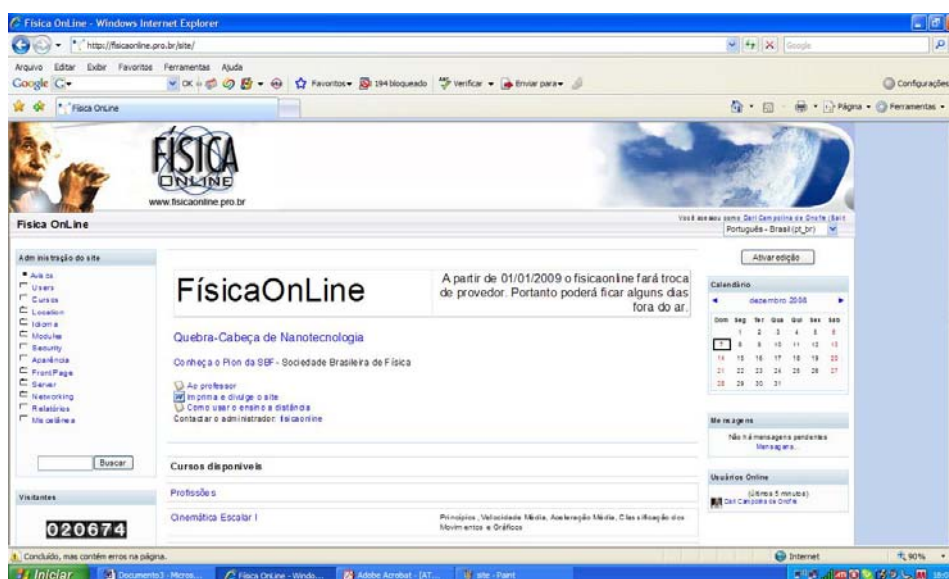 Física OnLine - Windows Internet Explorer
http://fisicaonline.pro.br/site/
Google
Arquivo Editar Exibir Favoritos Ferramentas Ajuda
Google G OK Favoritos 194 bloqueado Verificar Enviar para Configurações
Física OnLine Página Ferramentas
FÍSICA
ONLINE
www.fisicaonline.pro.br
Física OnLine
Português - Brasil (pt_br)
Administração do site
Users
Cursos
Location
Idioma
Modules
Security
Aparência
FrontPage
Server
Networking
Relatórios
Miscelânea
Buscar
Visitantes
020674
FísicaOnLine
A partir de 01/01/2009 o fisicaonline fará troca
de provedor. Portanto poderá ficar alguns dias
fora do ar.
Quebra-Cabeça de Nanotecnologia
Conheça o Pion da SBF - Sociedade Brasileira de Física
Ao professor
Imprima e divulge o site
Como usar o ensino a distância
Contactar o administrador: fisicaonline
Cursos disponíveis
Profissões
Cinemática Escalar I
Princípios, Velocidade Média, Aceleração Média, Classificação dos
Movimentos e Gráficos
Ativar edição
Calendário
dezembro 2008
Dom Seg Ter Qua Qui Sex Sáb
1 2 3 4 5 6
7 8 9 10 11 12 13
14 15 16 17 18 19 20
21 22 23 24 25 26 27
28 29 30 31
Mensagens
Não há mensagens pendentes
Mensagens...
Usuários Online
(últimos 5 minutos)
Concluído, mas contém erros na página.
Internet 90%
Iniciar Documento3 - Micros... Física OnLine - Windo... Adobe Acrobat - [AT... site - Paint